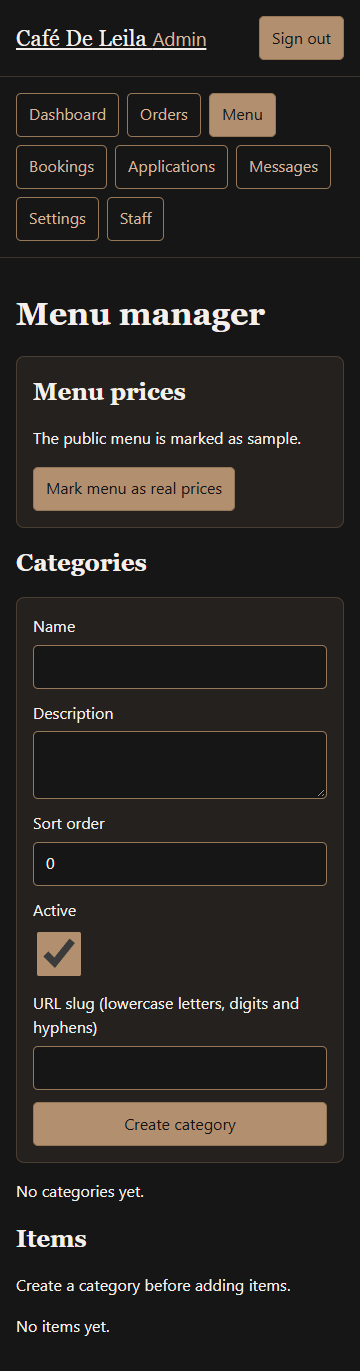 Café De Leila Admin
Sign out
Dashboard
Orders
Menu
Bookings
Applications
Messages
Settings
Staff
Menu manager
Menu prices
The public menu is marked as sample.
Mark menu as real prices
Categories
Name
Description
Sort order
0
Active
URL slug (lowercase letters, digits and
hyphens)
Create category
No categories yet.
Items
Create a category before adding items.
No items yet.